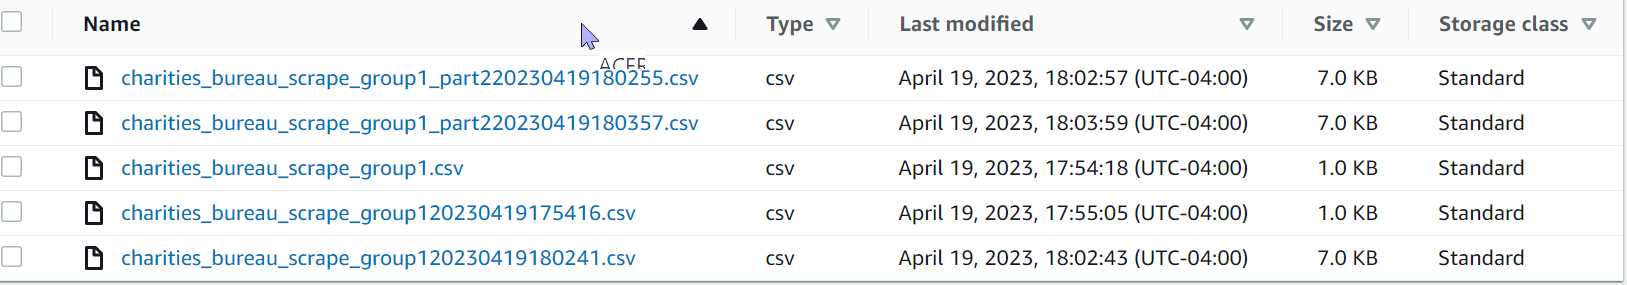 Name Type Last modified Size Storage class
charities_bureau_scrape_group1_part220230419180255.csv csv April 19, 2023, 18:02:57 (UTC-04:00) 7.0 KB Standard
charities_bureau_scrape_group1_part220230419180357.csv csv April 19, 2023, 18:03:59 (UTC-04:00) 7.0 KB Standard
charities_bureau_scrape_group1.csv csv April 19, 2023, 17:54:18 (UTC-04:00) 1.0 KB Standard
charities_bureau_scrape_group120230419175416.csv csv April 19, 2023, 17:55:05 (UTC-04:00) 1.0 KB Standard
charities_bureau_scrape_group120230419180241.csv csv April 19, 2023, 18:02:43 (UTC-04:00) 7.0 KB Standard